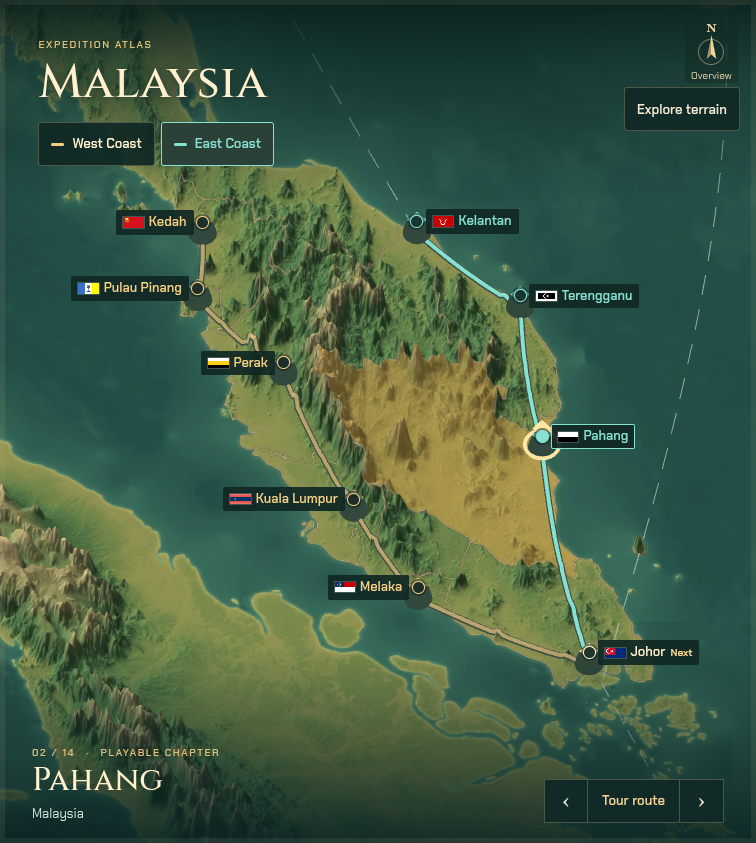 EXPEDITION ATLAS
MALAYSIA
N
Overview
Explore terrain
West Coast
East Coast
Kedah
Kelantan
Pulau Pinang
Terengganu
Perak
Pahang
Kuala Lumpur
Melaka
Johor Next
02 / 14 · PLAYABLE CHAPTER
PAHANG
Malaysia
‹ Tour route ›